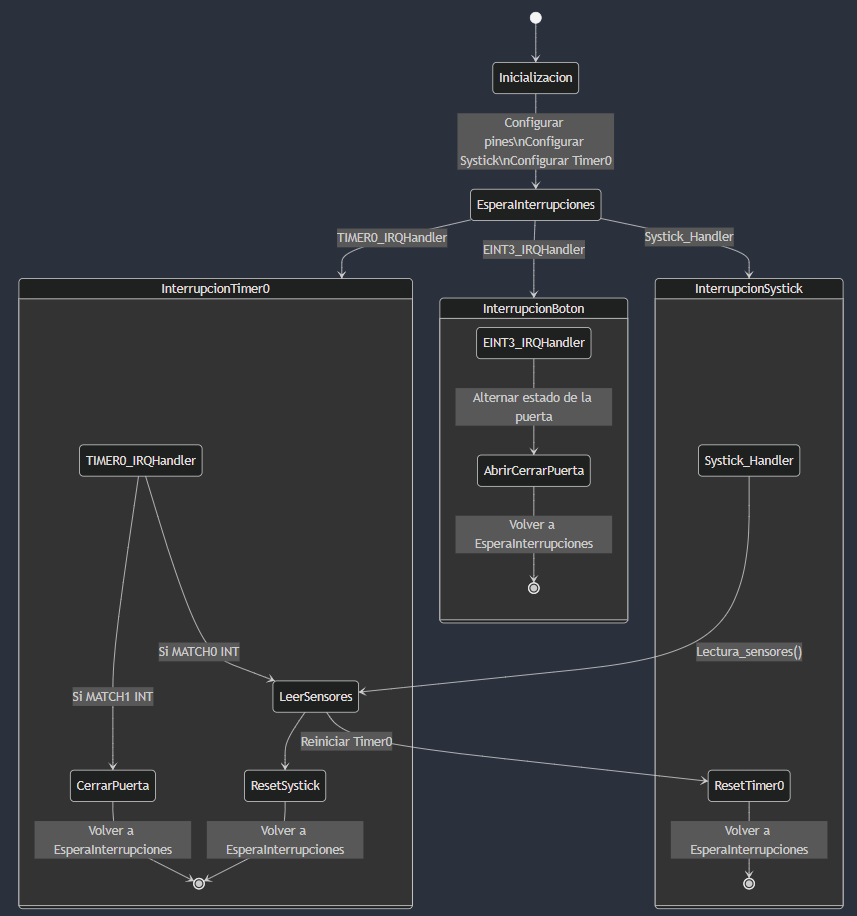 Inicializacion
Configurar
pines\nConfigurar
Systick\nConfigurar Timer0
EsperaInterrupciones
TIMER0_IRQHandler
EINT3_IRQHandler
Systick_Handler
InterrupcionTimer0
InterrupcionBoton
InterrupcionSystick
EINT3_IRQHandler
Alternar estado de la
puerta
TIMER0_IRQHandler
AbrirCerrarPuerta
Systick_Handler
Volver a
EsperaInterrupciones
Si MATCH0 INT
Lectura_sensores()
Si MATCH1 INT
LeerSensores
Reiniciar Timer0
CerrarPuerta
ResetSystick
ResetTimer0
Volver a
EsperaInterrupciones
Volver a
EsperaInterrupciones
Volver a
EsperaInterrupciones